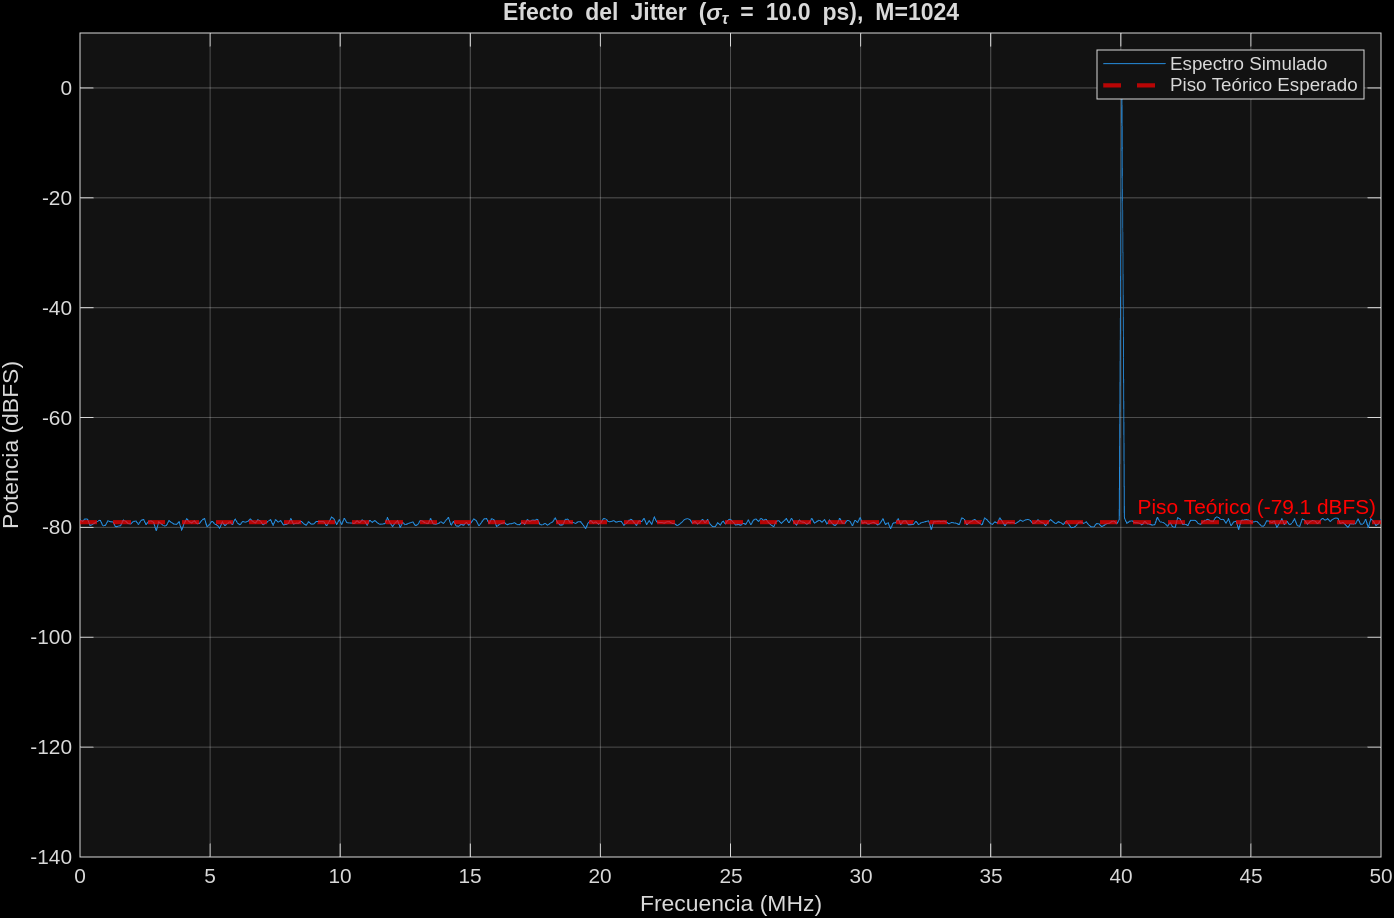 Efecto del Jitter (στ = 10.0 ps), M=1024
Espectro Simulado
Piso Teórico Esperado
0
-20
-40
-60
-80
-100
-120
-140
Potencia (dBFS)
Piso Teórico (-79.1 dBFS)
0 5 10 15 20 25 30 35 40 45 50
Frecuencia (MHz)